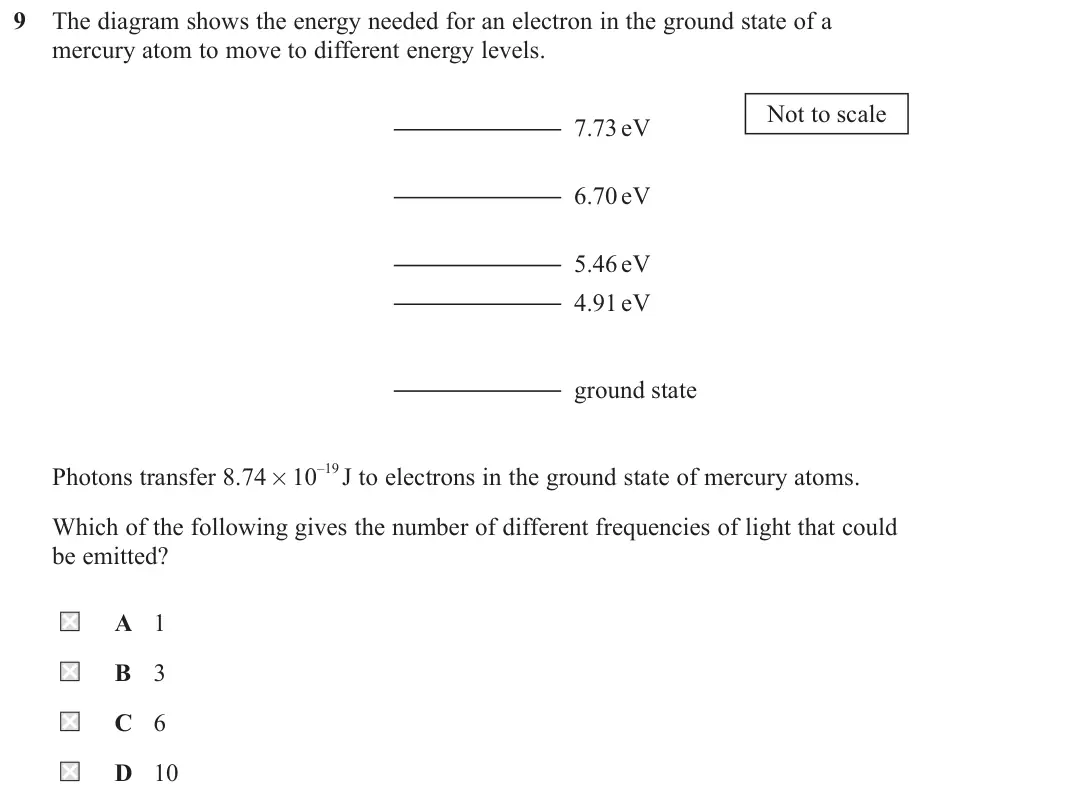 9 The diagram shows the energy needed for an electron in the ground state of a
mercury atom to move to different energy levels.
Not to scale
7.73 eV
6.70 eV
5.46 eV
4.91 eV
ground state
Photons transfer 8.74 × 10⁻¹⁹ J to electrons in the ground state of mercury atoms.
Which of the following gives the number of different frequencies of light that could
be emitted?
A 1
B 3
C 6
D 10